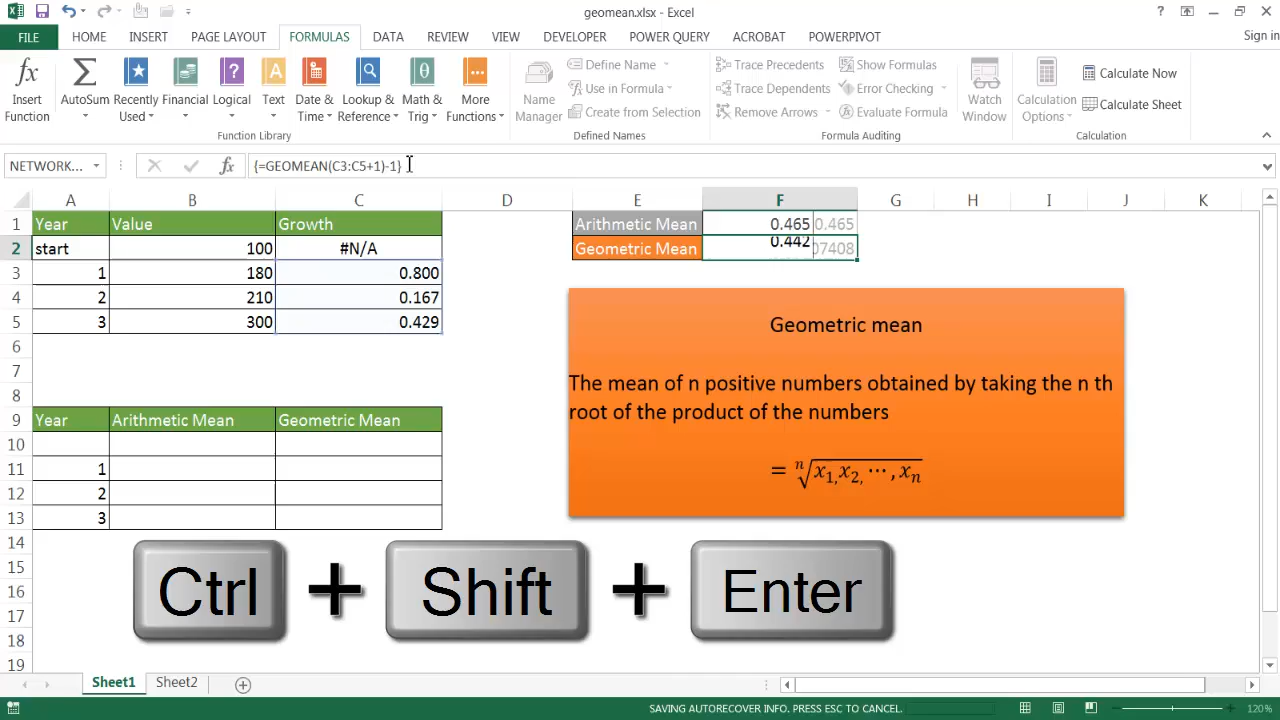 geomean.xlsx - Excel
?
Sign in
FILE HOME INSERT PAGE LAYOUT FORMULAS DATA REVIEW VIEW DEVELOPER POWER QUERY ACROBAT POWERPIVOT
fx Σ ? A θ
Insert Function
AutoSum
Recently Used
Financial
Logical
Text
Date & Time
Lookup & Reference
Math & Trig
More Functions
Function Library
Name Manager
Define Name
Use in Formula
Create from Selection
Defined Names
Trace Precedents
Trace Dependents
Remove Arrows
Show Formulas
Error Checking
Evaluate Formula
Formula Auditing
Watch Window
Calculation Options
Calculate Now
Calculate Sheet
Calculation
NETWORK... fx {=GEOMEAN(C3:C5+1)-1}
A B C D E F G H I J K
1 Year Value Growth Arithmetic Mean 0.465 0.465
2 start 100 #N/A Geometric Mean 0.442 07408
3 1 180 0.800
4 2 210 0.167
5 3 300 0.429
6
7
8
9 Year Arithmetic Mean Geometric Mean
10
11 1
12 2
13 3
14
15
16
17
18
19
Geometric mean
The mean of n positive numbers obtained by taking the n th
root of the product of the numbers
= ⁿ√x₁,x₂, ⋯ , xₙ
Ctrl + Shift + Enter
Sheet1 Sheet2
SAVING AUTORECOVER INFO. PRESS ESC TO CANCEL.
120%